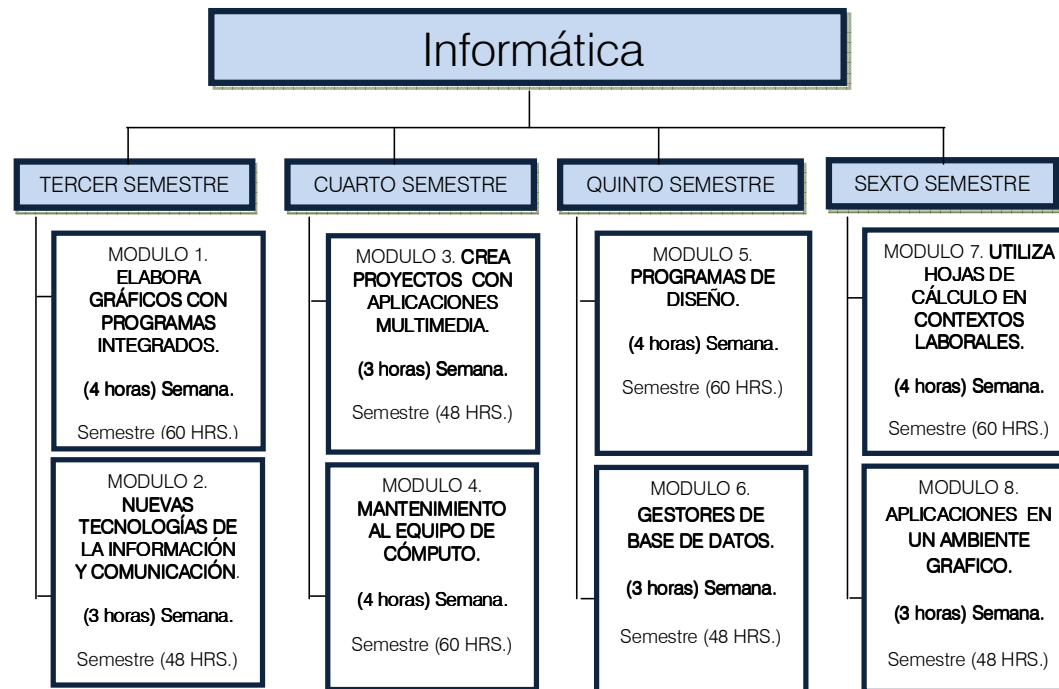 Informática
TERCER SEMESTRE
MODULO 1.
ELABORA
GRÁFICOS CON
PROGRAMAS
INTEGRADOS.
(4 horas) Semana.
Semestre (60 HRS.)
MODULO 2.
NUEVAS
TECNOLOGÍAS DE
LA INFORMACIÓN
Y COMUNICACIÓN.
(3 horas) Semana.
Semestre (48 HRS.)
CUARTO SEMESTRE
MODULO 3. CREA
PROYECTOS CON
APLICACIONES
MULTIMEDIA.
(3 horas) Semana.
Semestre (48 HRS.)
MODULO 4.
MANTENIMIENTO
AL EQUIPO DE
CÓMPUTO.
(4 horas) Semana.
Semestre (60 HRS.)
QUINTO SEMESTRE
MODULO 5.
PROGRAMAS DE
DISEÑO.
(4 horas) Semana.
Semestre (60 HRS.)
MODULO 6.
GESTORES DE
BASE DE DATOS.
(3 horas) Semana.
Semestre (48 HRS.)
SEXTO SEMESTRE
MODULO 7. UTILIZA
HOJAS DE
CÁLCULO EN
CONTEXTOS
LABORALES.
(4 horas) Semana.
Semestre (60 HRS.)
MODULO 8.
APLICACIONES EN
UN AMBIENTE
GRAFICO.
(3 horas) Semana.
Semestre (48 HRS.)